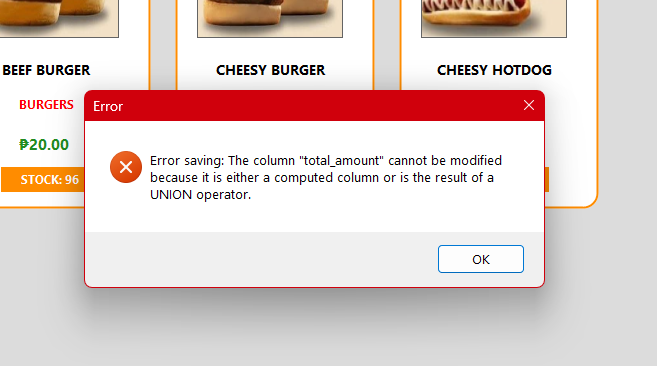 BEEF BURGER
CHEESY BURGER
CHEESY HOTDOG
BURGERS
₱20.00
STOCK: 96
Error
Error saving: The column "total_amount" cannot be modified
because it is either a computed column or is the result of a
UNION operator.
OK